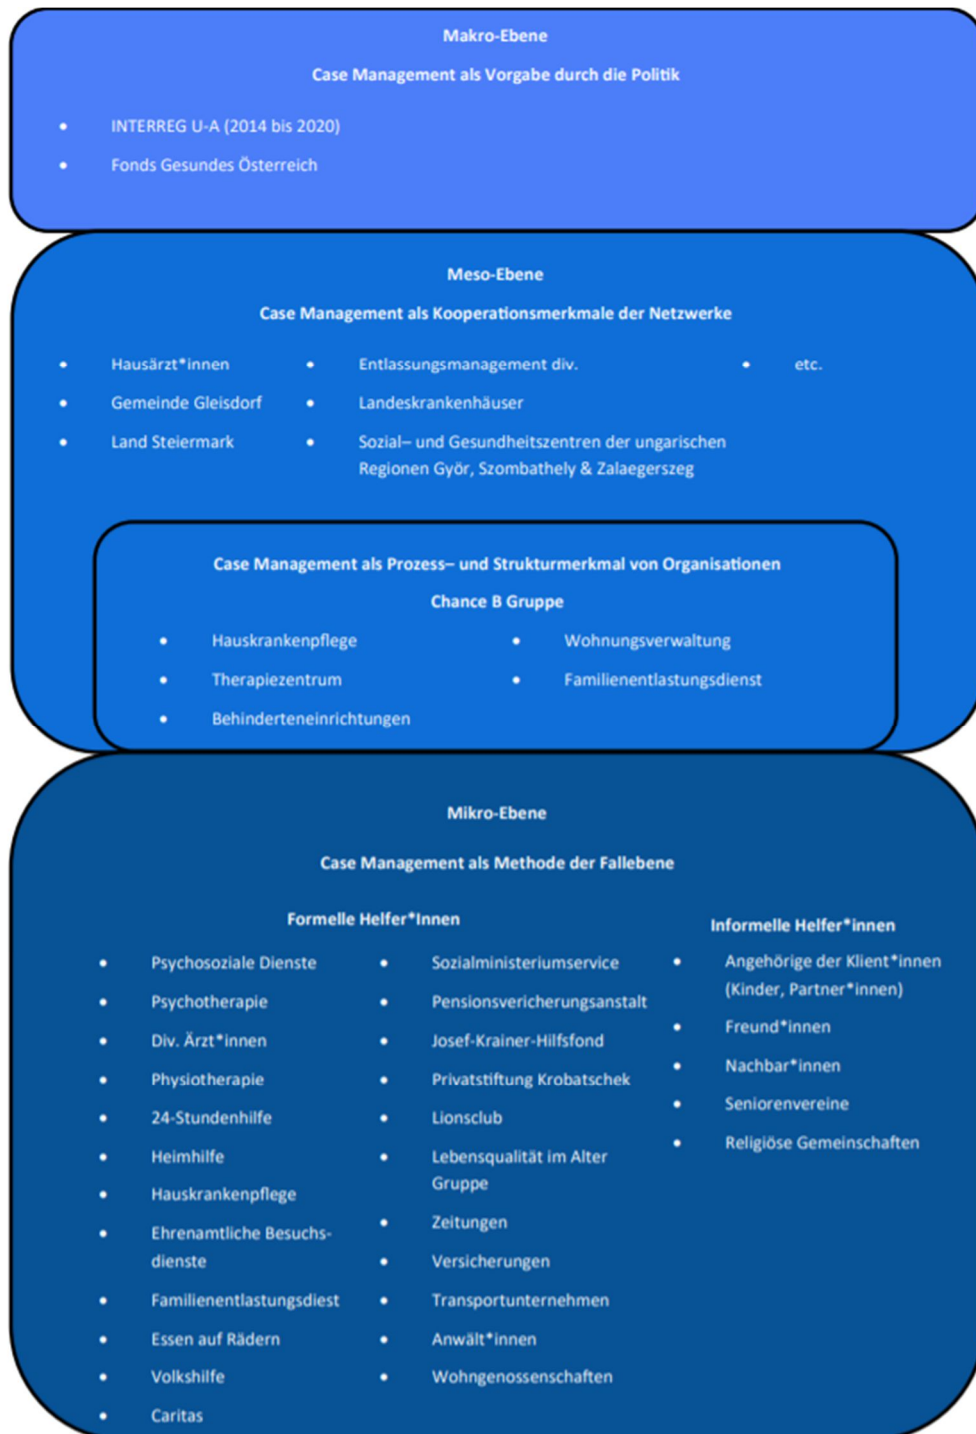 Makro-Ebene
Case Management als Vorgabe durch die Politik
• INTERREG U-A (2014 bis 2020)
• Fonds Gesundes Österreich
Meso-Ebene
Case Management als Kooperationsmerkmale der Netzwerke
• Hausärzt*innen
• Gemeinde Gleisdorf
• Land Steiermark
• Entlassungsmanagement div.
• Landeskrankenhäuser
• Sozial– und Gesundheitszentren der ungarischen
Regionen Györ, Szombathely & Zalaegerszeg
• etc.
Case Management als Prozess– und Strukturmerkmal von Organisationen
Chance B Gruppe
• Hauskrankenpflege
• Therapiezentrum
• Behinderteneinrichtungen
• Wohnungsverwaltung
• Familienentlastungsdienst
Mikro-Ebene
Case Management als Methode der Fallebene
Formelle Helfer*Innen
• Psychosoziale Dienste
• Psychotherapie
• Div. Ärzt*innen
• Physiotherapie
• 24-Stundenhilfe
• Heimhilfe
• Hauskrankenpflege
• Ehrenamtliche Besuchs-
dienste
• Familienentlastungsdiest
• Essen auf Rädern
• Volkshilfe
• Caritas
• Sozialministeriumservice
• Pensionsvericherungsanstalt
• Josef-Krainer-Hilfsfond
• Privatstiftung Krobatschek
• Lionsclub
• Lebensqualität im Alter
Gruppe
• Zeitungen
• Versicherungen
• Transportunternehmen
• Anwält*innen
• Wohngenossenschaften
Informelle Helfer*innen
• Angehörige der Klient*innen
(Kinder, Partner*innen)
• Freund*innen
• Nachbar*innen
• Seniorenvereine
• Religiöse Gemeinschaften